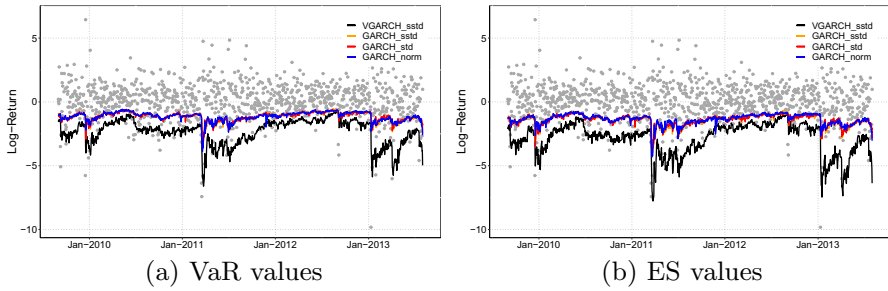 VGARCH_sstd
GARCH_sstd
GARCH_std
GARCH_norm
5
0
−5
−10
Log−Return
Jan−2010
Jan−2011
Jan−2012
Jan−2013
(a) VaR values
VGARCH_sstd
GARCH_sstd
GARCH_std
GARCH_norm
5
0
−5
−10
Log−Return
Jan−2010
Jan−2011
Jan−2012
Jan−2013
(b) ES values